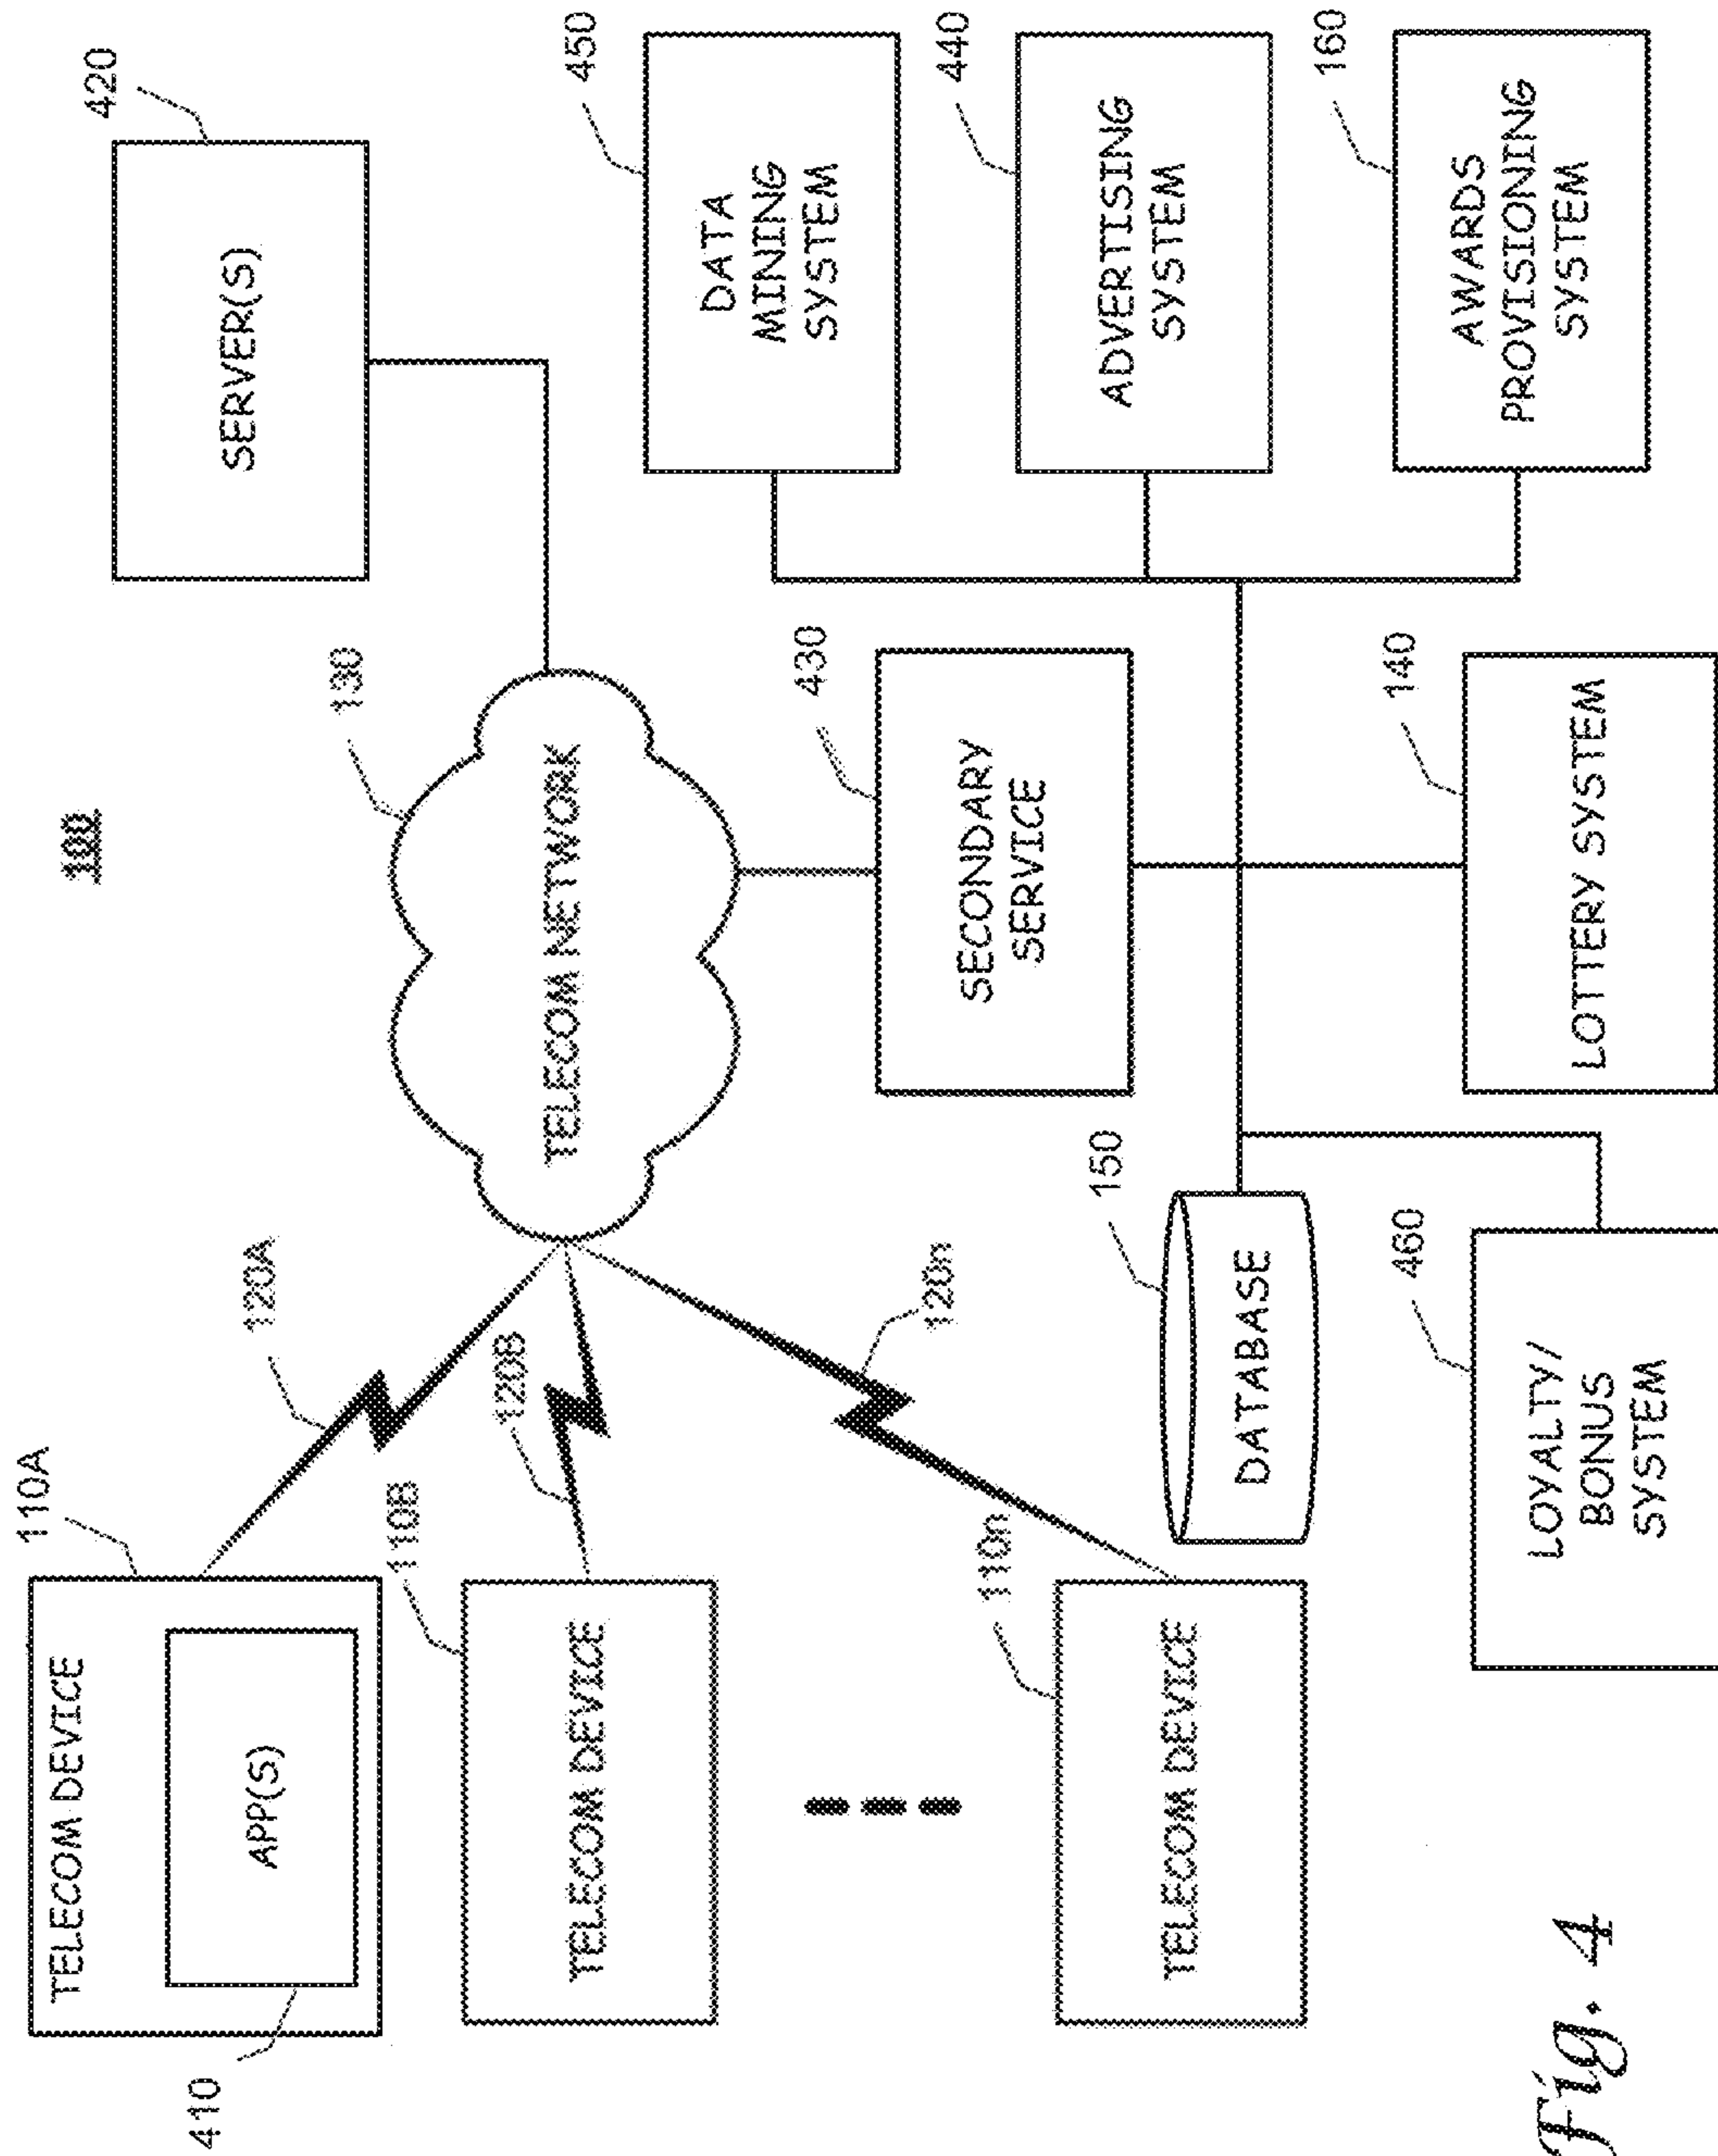 100
110A
TELECOM DEVICE
APP(S)
410
120A
130
TELECOM NETWORK
420
SERVER(S)
110B
TELECOM DEVICE
120B
430
SECONDARY
SERVICE
450
DATA
MINING
SYSTEM
110n
TELECOM DEVICE
120n
440
ADVERTISING
SYSTEM
150
DATABASE
460
LOYALTY/
BONUS
SYSTEM
140
LOTTERY SYSTEM
160
AWARDS
PROVISIONING
SYSTEM
Fig. 4